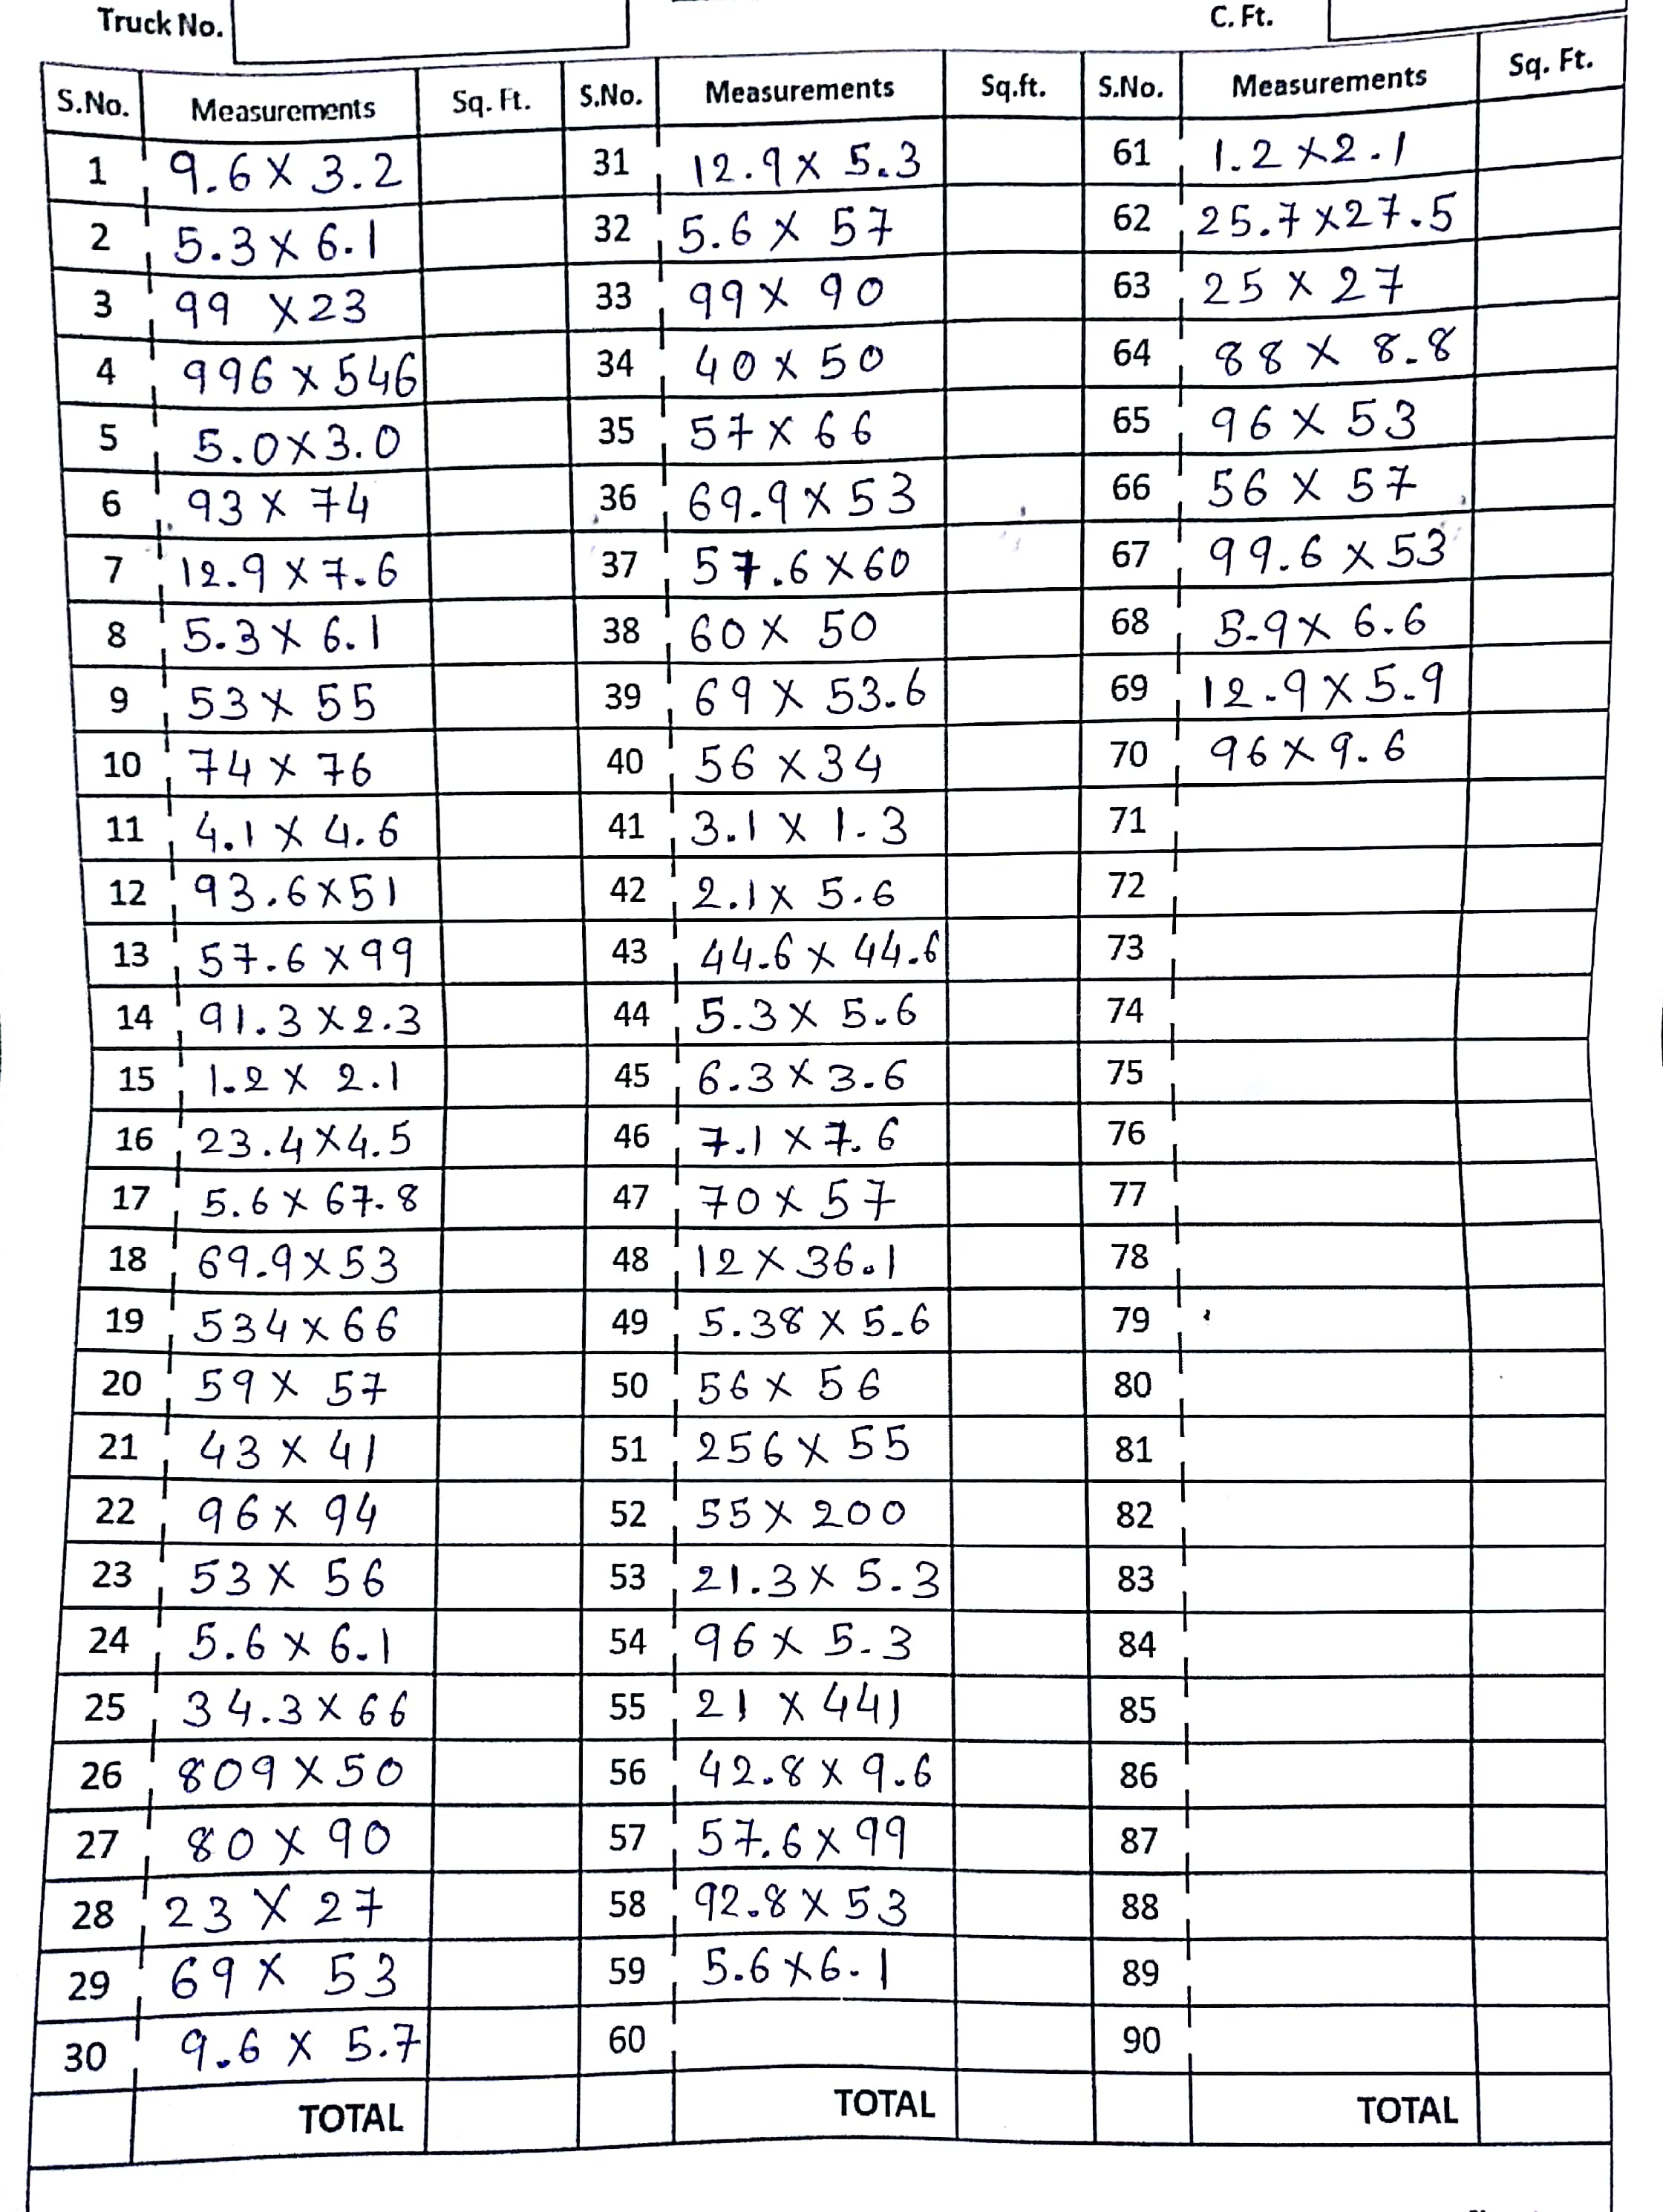 Truck No. C. Ft.
S.No. Measurements Sq. Ft. S.No. Measurements Sq.ft. S.No. Measurements Sq. Ft.
1 9.6 X 3.2 31 12.9 X 5.3 61 1.2 X 2.1
2 5.3 X 6.1 32 5.6 X 57 62 25.7 X 27.5
3 99 X 23 33 99 X 90 63 25 X 27
4 996 X 546 34 40 X 50 64 88 X 8.8
5 5.0 X 3.0 35 57 X 66 65 96 X 53
6 93 X 74 36 69.9 X 53 66 56 X 57
7 12.9 X 7.6 37 57.6 X 60 67 99.6 X 53
8 5.3 X 6.1 38 60 X 50 68 5.9 X 6.6
9 53 X 55 39 69 X 53.6 69 12.9 X 5.9
10 74 X 76 40 56 X 34 70 96 X 9.6
11 4.1 X 4.6 41 3.1 X 1.3 71
12 93.6 X 51 42 2.1 X 5.6 72
13 57.6 X 99 43 44.6 X 44.6 73
14 91.3 X 2.3 44 5.3 X 5.6 74
15 1.2 X 2.1 45 6.3 X 3.6 75
16 23.4 X 4.5 46 7.1 X 7.6 76
17 5.6 X 67.8 47 70 X 57 77
18 69.9 X 53 48 12 X 36.1 78
19 534 X 66 49 5.38 X 5.6 79
20 59 X 57 50 56 X 56 80
21 43 X 41 51 256 X 55 81
22 96 X 94 52 55 X 200 82
23 53 X 56 53 21.3 X 5.3 83
24 5.6 X 6.1 54 96 X 5.3 84
25 34.3 X 66 55 21 X 441 85
26 809 X 50 56 42.8 X 9.6 86
27 80 X 90 57 57.6 X 99 87
28 23 X 27 58 92.8 X 53 88
29 69 X 53 59 5.6 X 6.1 89
30 9.6 X 5.7 60 90
TOTAL TOTAL TOTAL